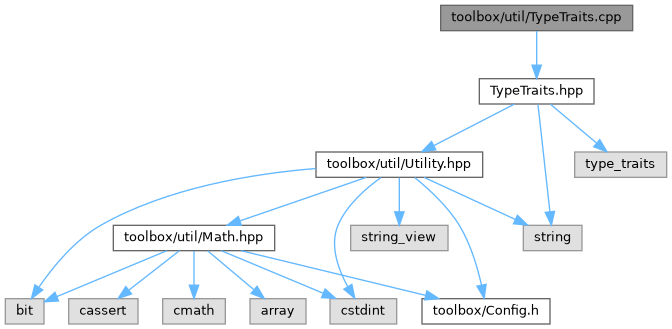 toolbox/util/TypeTraits.cpp
TypeTraits.hpp
toolbox/util/Utility.hpp
type_traits
toolbox/util/Math.hpp
string_view
string
bit
cassert
cmath
array
cstdint
toolbox/Config.h